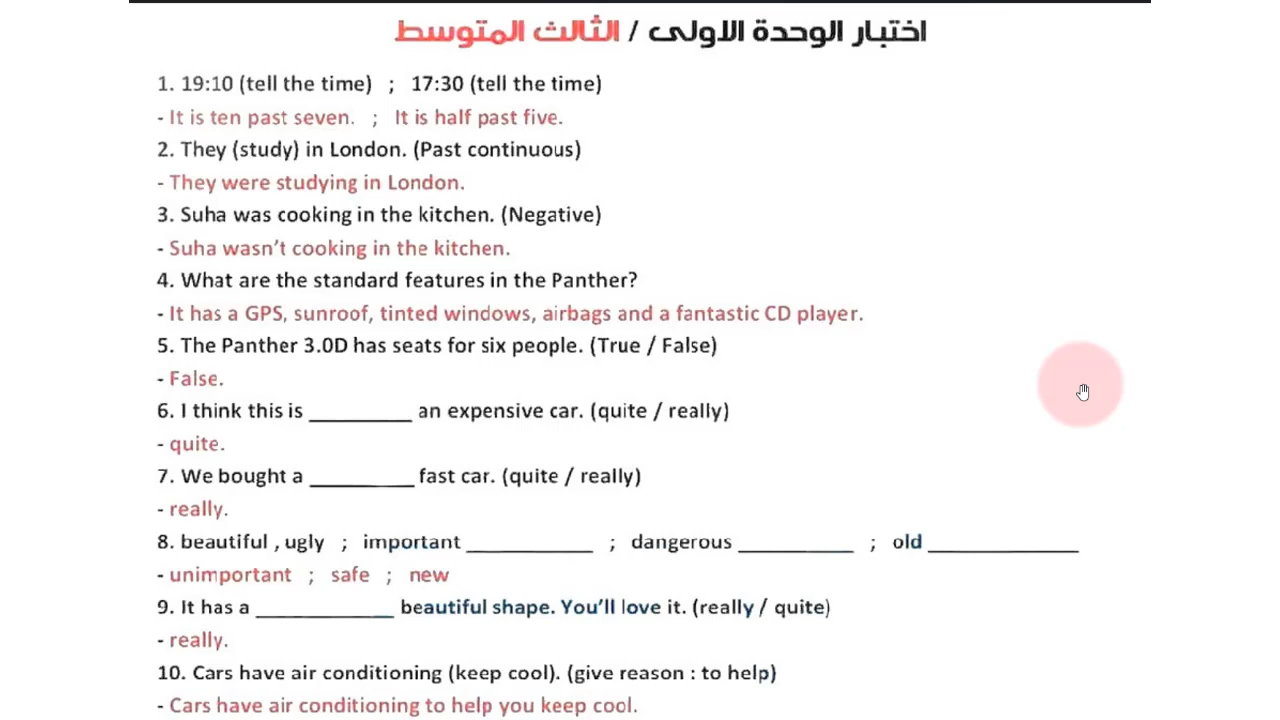 اختبار الوحدة الاولى / الثالث المتوسط
1. 19:10 (tell the time) ; 17:30 (tell the time)
- It is ten past seven. ; It is half past five.
2. They (study) in London. (Past continuous)
- They were studying in London.
3. Suha was cooking in the kitchen. (Negative)
- Suha wasn't cooking in the kitchen.
4. What are the standard features in the Panther?
- It has a GPS, sunroof, tinted windows, airbags and a fantastic CD player.
5. The Panther 3.0D has seats for six people. (True / False)
- False.
6. I think this is _________ an expensive car. (quite / really)
- quite.
7. We bought a _________ fast car. (quite / really)
- really.
8. beautiful , ugly ; important ___________ ; dangerous __________ ; old _____________
- unimportant ; safe ; new
9. It has a ____________ beautiful shape. You'll love it. (really / quite)
- really.
10. Cars have air conditioning (keep cool). (give reason : to help)
- Cars have air conditioning to help you keep cool.